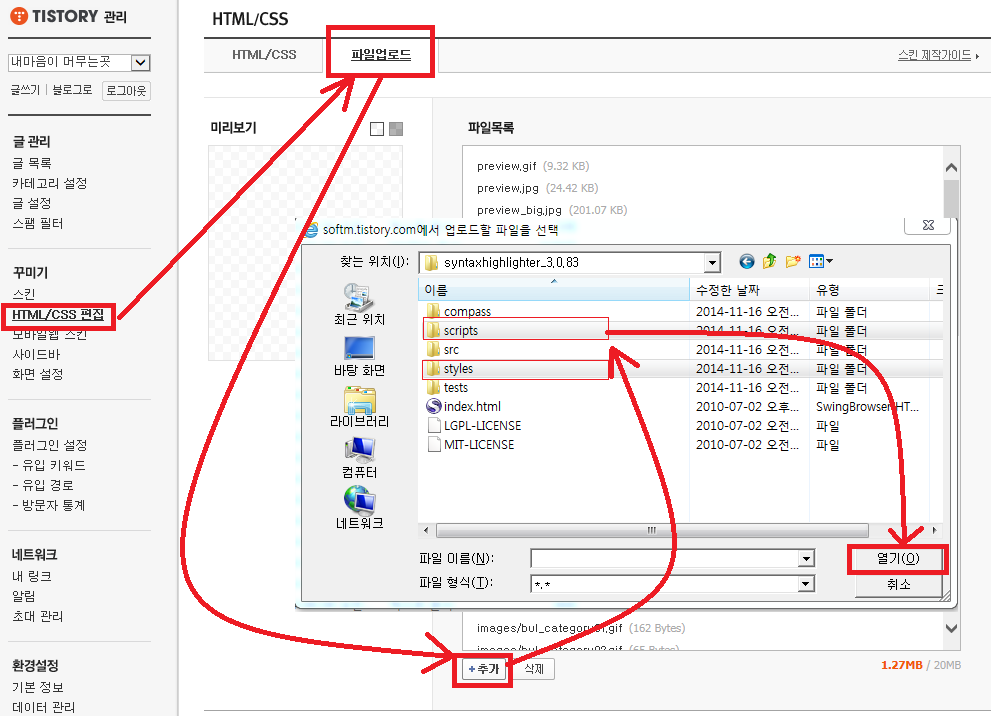 TISTORY 관리
내마음이 머무는곳
글쓰기 | 블로그로 로그아웃
글 관리
글 목록
카테고리 설정
글 설정
스팸 필터
꾸미기
스킨
HTML/CSS 편집
모바일웹 스킨
사이드바
화면 설정
플러그인
플러그인 설정
- 유입 키워드
- 유입 경로
- 방문자 통계
네트워크
내 링크
알림
초대 관리
환경설정
기본 정보
데이터 관리
HTML/CSS
HTML/CSS 파일업로드 스킨 제작가이드
미리보기
파일목록
preview.gif (9.32 KB)
preview.jpg (24.42 KB)
preview_big.jpg (201.07 KB)
softm.tistory.com에서 업로드할 파일을 선택
찾는 위치(I): syntaxhighlighter_3.0.83
최근 위치
바탕 화면
라이브러리
컴퓨터
네트워크
이름 수정한 날짜 유형
compass 2014-11-16 오전... 파일 폴더
scripts 2014-11-16 오전... 파일 폴더
src 2014-11-16 오전... 파일 폴더
styles 2014-11-16 오전... 파일 폴더
tests 2014-11-16 오전... 파일 폴더
index.html 2010-07-02 오후... SwingBrowser HT...
LGPL-LICENSE 2010-07-02 오전... 파일
MIT-LICENSE 2010-07-02 오전... 파일
파일 이름(N): 열기(O)
파일 형식(T): *.* 취소
images/bul_category01.gif (162 Bytes)
images/bul_category02.gif (65 Bytes)
+ 추가 삭제 1.27MB / 20MB